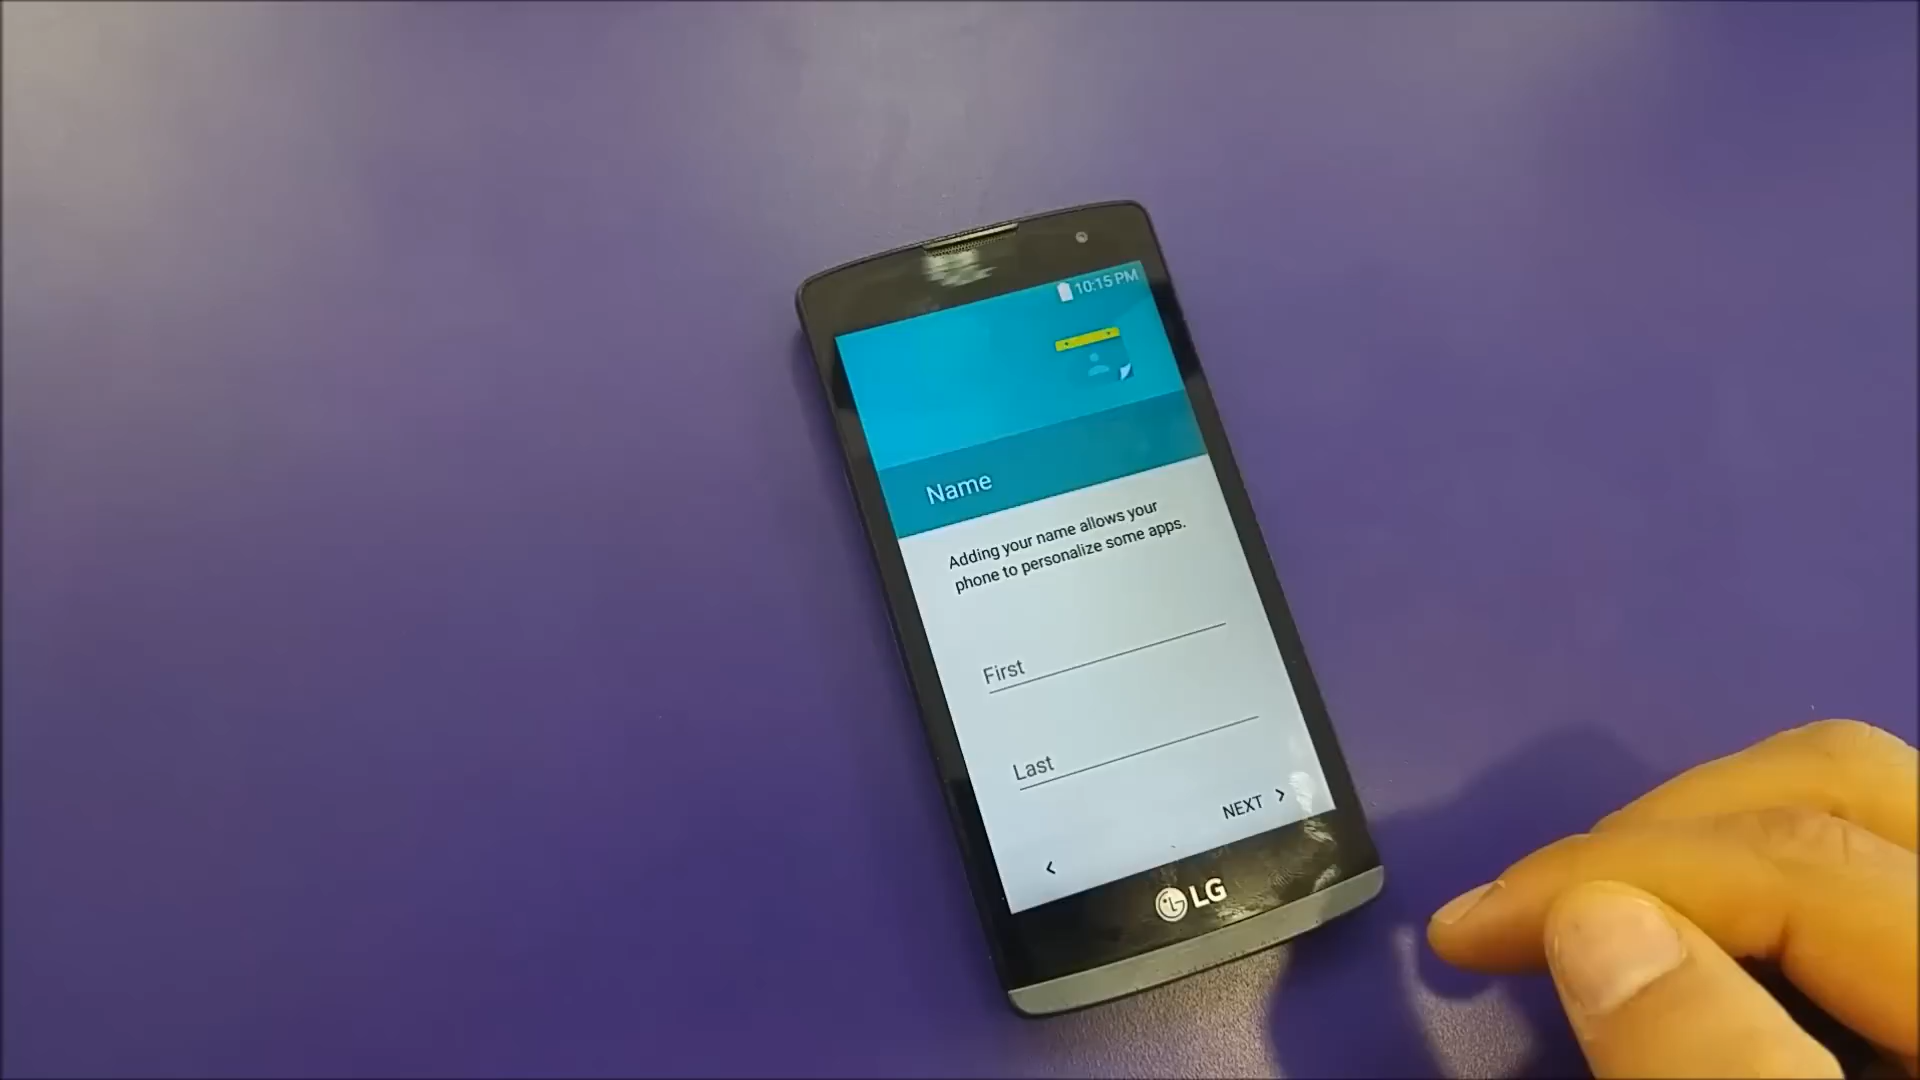 10:15 PM
Name
Adding your name allows your
phone to personalize some apps.
First
Last
NEXT
LG